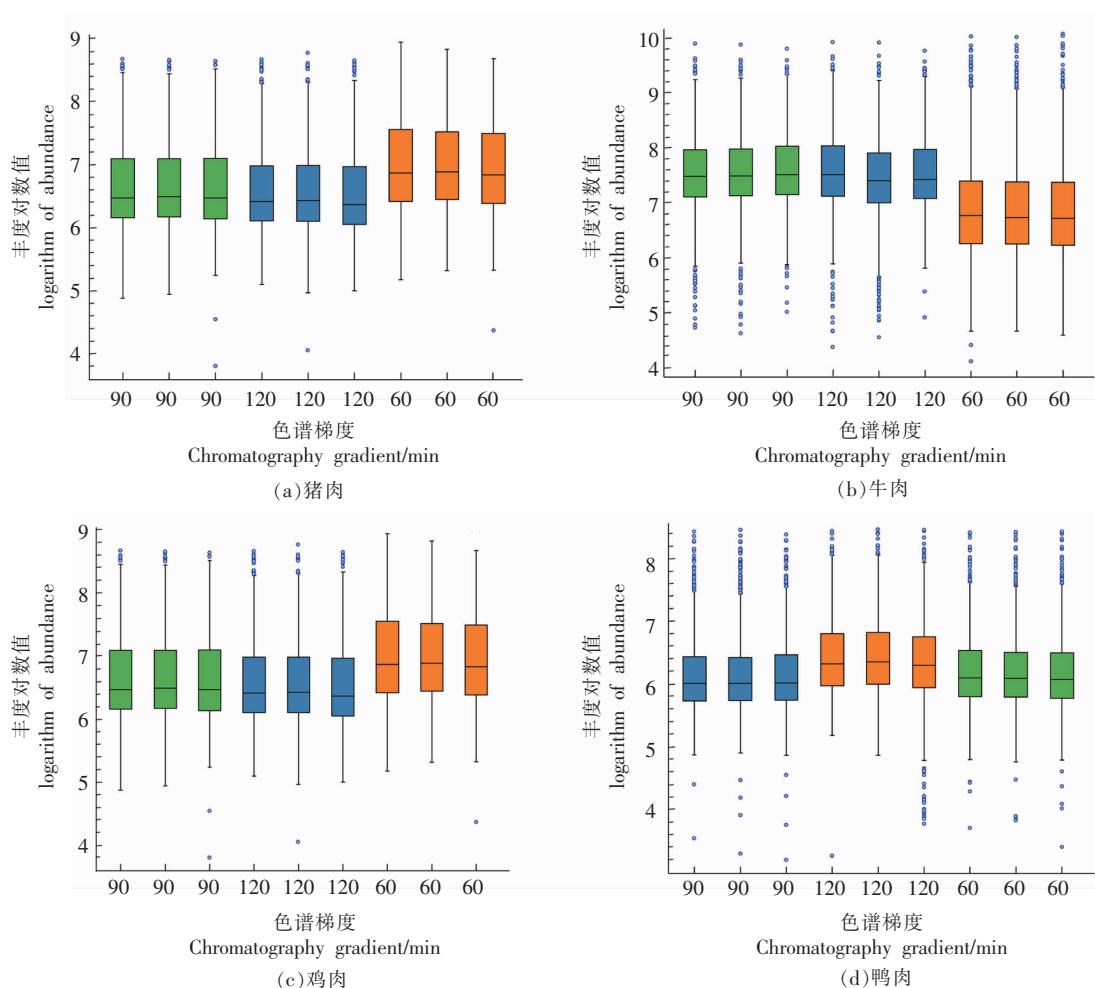 9
8
7
6
5
4
丰度对数值
logarithm of abundance
90 90 90 120 120 120 60 60 60
色谱梯度
Chromatography gradient/min
(a)猪肉
10
9
8
7
6
5
4
丰度对数值
logarithm of abundance
90 90 90 120 120 120 60 60 60
色谱梯度
Chromatography gradient/min
(b)牛肉
9
8
7
6
5
4
丰度对数值
logarithm of abundance
90 90 90 120 120 120 60 60 60
色谱梯度
Chromatography gradient/min
(c)鸡肉
8
7
6
5
4
丰度对数值
logarithm of abundance
90 90 90 120 120 120 60 60 60
色谱梯度
Chromatography gradient/min
(d)鸭肉